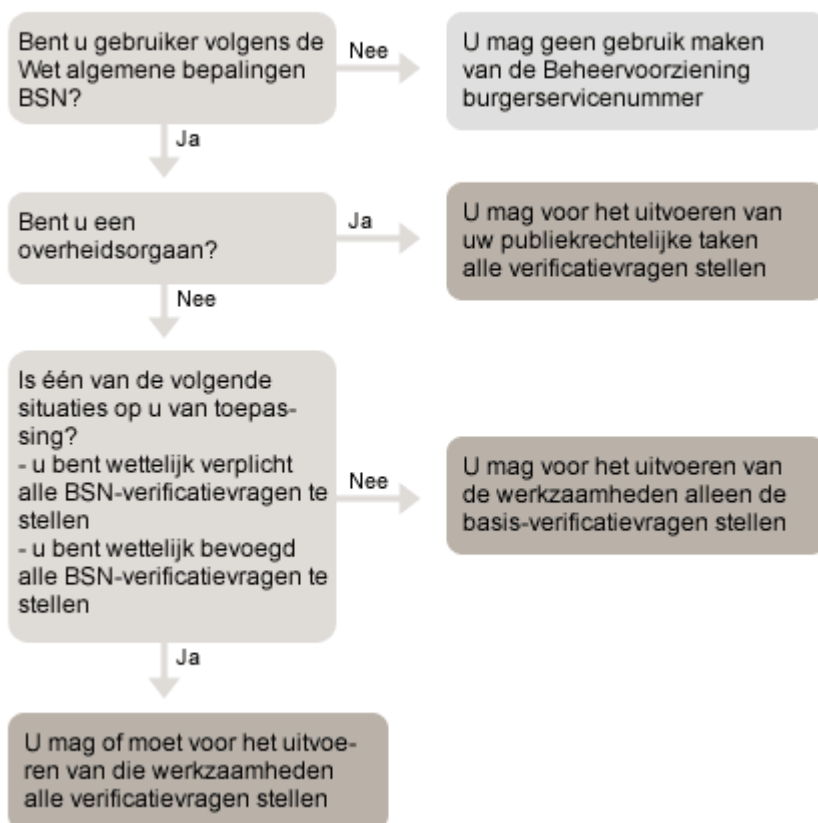 Bent u gebruiker volgens de
Wet algemene bepalingen
BSN?
Nee
U mag geen gebruik maken
van de Beheervoorziening
burgerservicenummer
Ja
Bent u een
overheidsorgaan?
Ja
U mag voor het uitvoeren van
uw publiekrechtelijke taken
alle verificatievragen stellen
Nee
Is één van de volgende
situaties op u van toepas-
sing?
- u bent wettelijk verplicht
alle BSN-verificatievragen te
stellen
- u bent wettelijk bevoegd
alle BSN-verificatievragen te
stellen
Nee
U mag voor het uitvoeren van
de werkzaamheden alleen de
basis-verificatievragen stellen
Ja
U mag of moet voor het uitvoe-
ren van die werkzaamheden
alle verificatievragen stellen